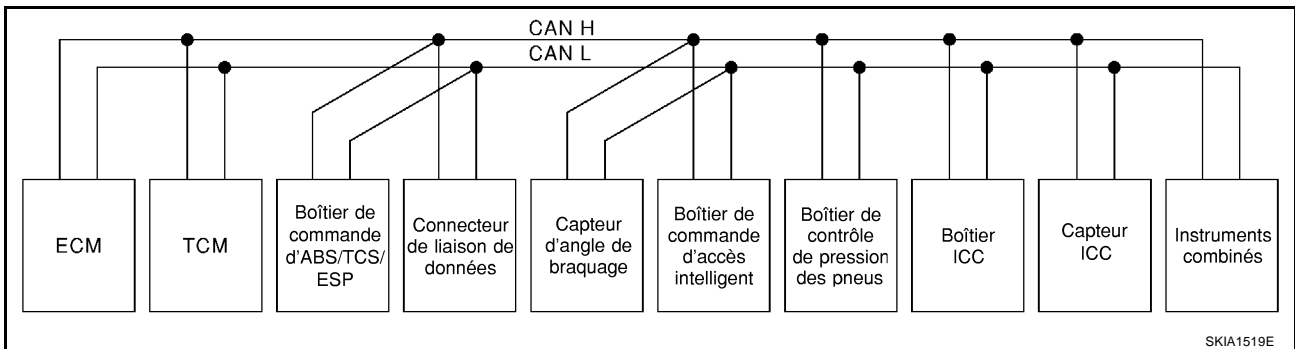 CAN H
CAN L
ECM
TCM
Boîtier de
commande
d'ABS/TCS/
ESP
Connecteur
de liaison de
données
Capteur
d'angle de
braquage
Boîtier de
commande
d'accès
intelligent
Boîtier de
contrôle
de pression
des pneus
Boîtier
ICC
Capteur
ICC
Instruments
combinés
SKIA1519E